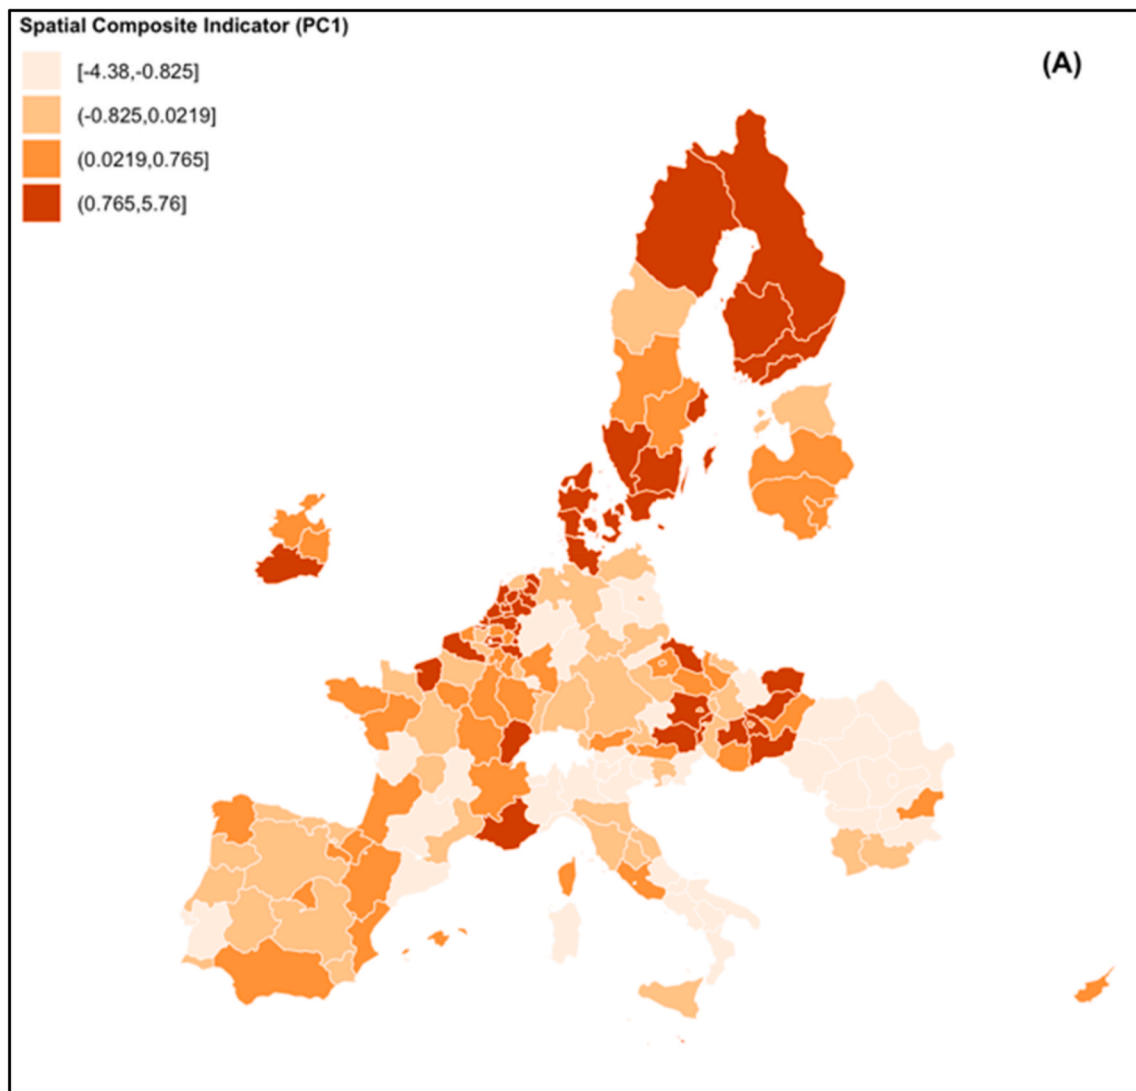 Spatial Composite Indicator (PC1)
[-4.38,-0.825]
(A)
(-0.825,0.0219]
(0.0219,0.765]
(0.765,5.76]